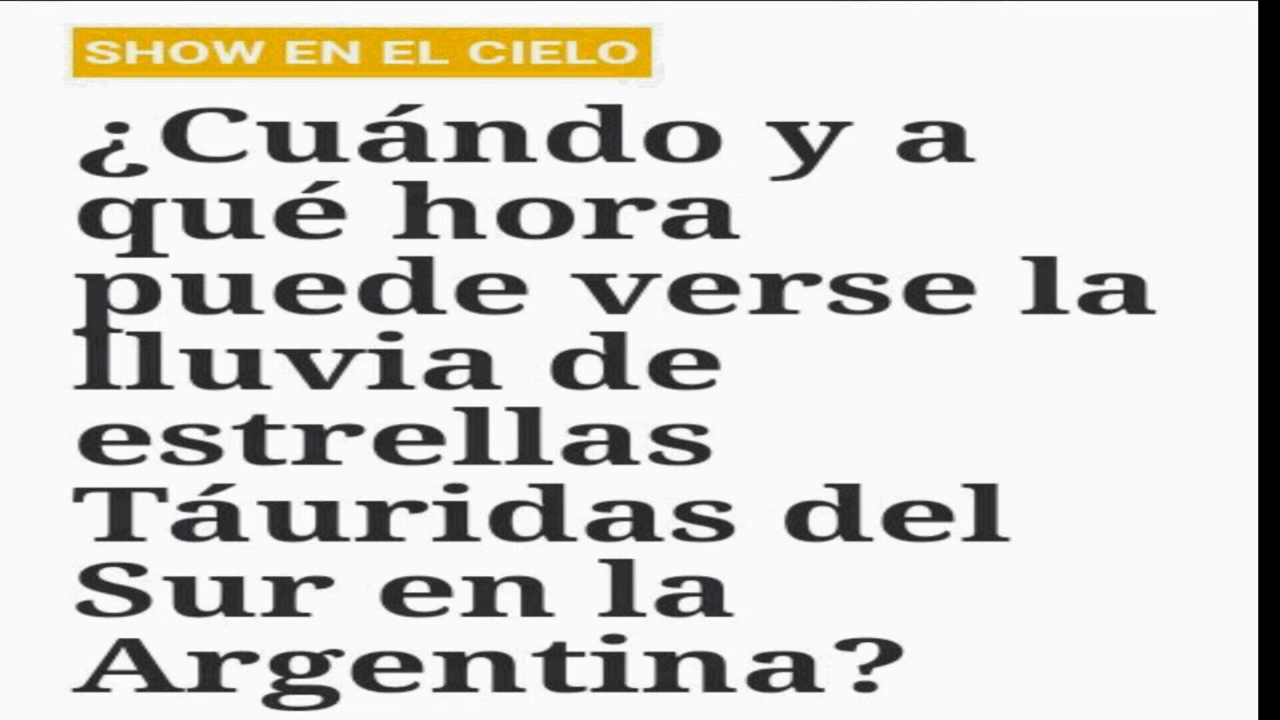 SHOW EN EL CIELO
¿Cuándo y a
qué hora
puede verse la
lluvia de
estrellas
Táuridas del
Sur en la
Argentina?